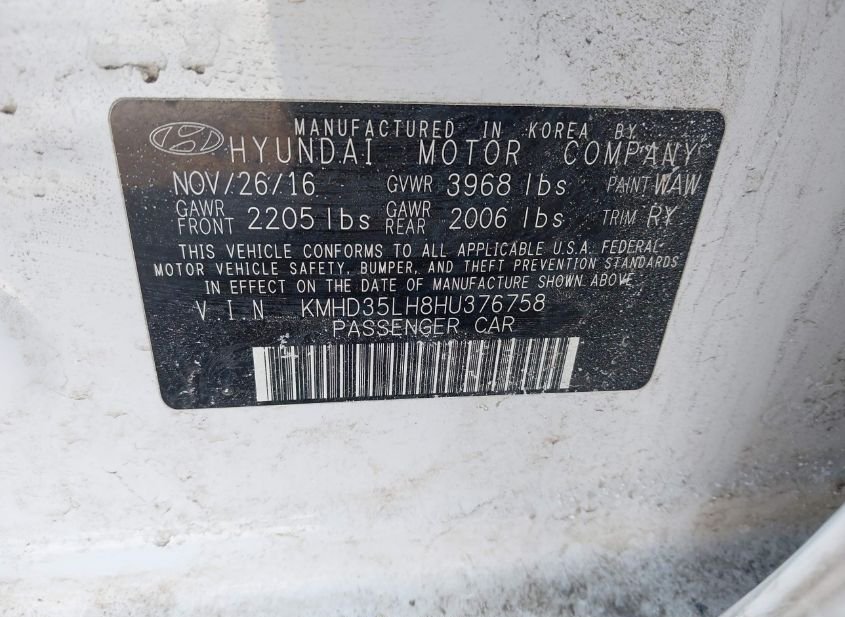 MANUFACTURED IN KOREA BY
HYUNDAI MOTOR COMPANY
NOV/26/16 GVWR 3968 lbs PAINT WAW
GAWR FRONT 2205 lbs GAWR REAR 2006 lbs TRIM RY
THIS VEHICLE CONFORMS TO ALL APPLICABLE U.S.A. FEDERAL
MOTOR VEHICLE SAFETY, BUMPER, AND THEFT PREVENTION STANDARDS
IN EFFECT ON THE DATE OF MANUFACTURE SHOWN ABOVE
VIN KMHD35LH8HU376758
PASSENGER CAR